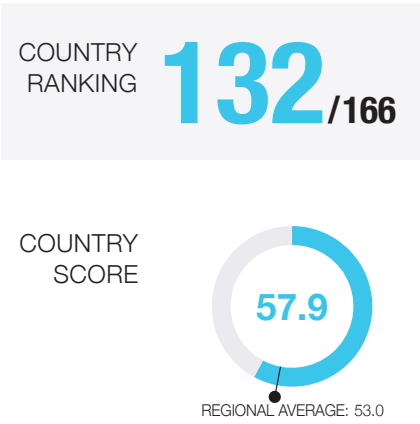 COUNTRY
RANKING
132/166
COUNTRY
SCORE
57.9
REGIONAL AVERAGE: 53.0